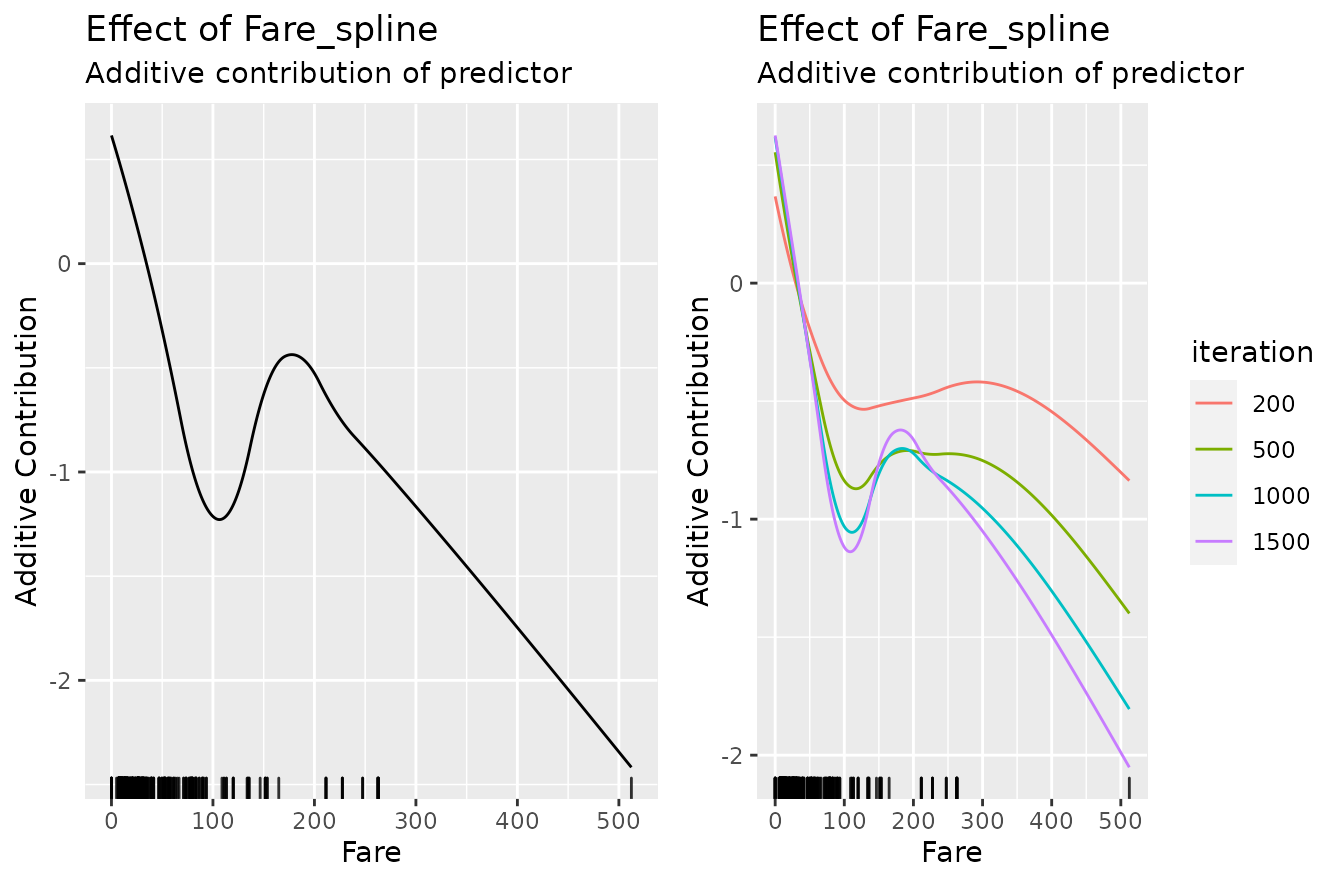 Effect of Fare_spline
Additive contribution of predictor
Additive Contribution
0
-1
-2
0
100
200
300
400
500
Fare
Effect of Fare_spline
Additive contribution of predictor
Additive Contribution
0
-1
-2
0
100
200
300
400
500
Fare
iteration
200
500
1000
1500